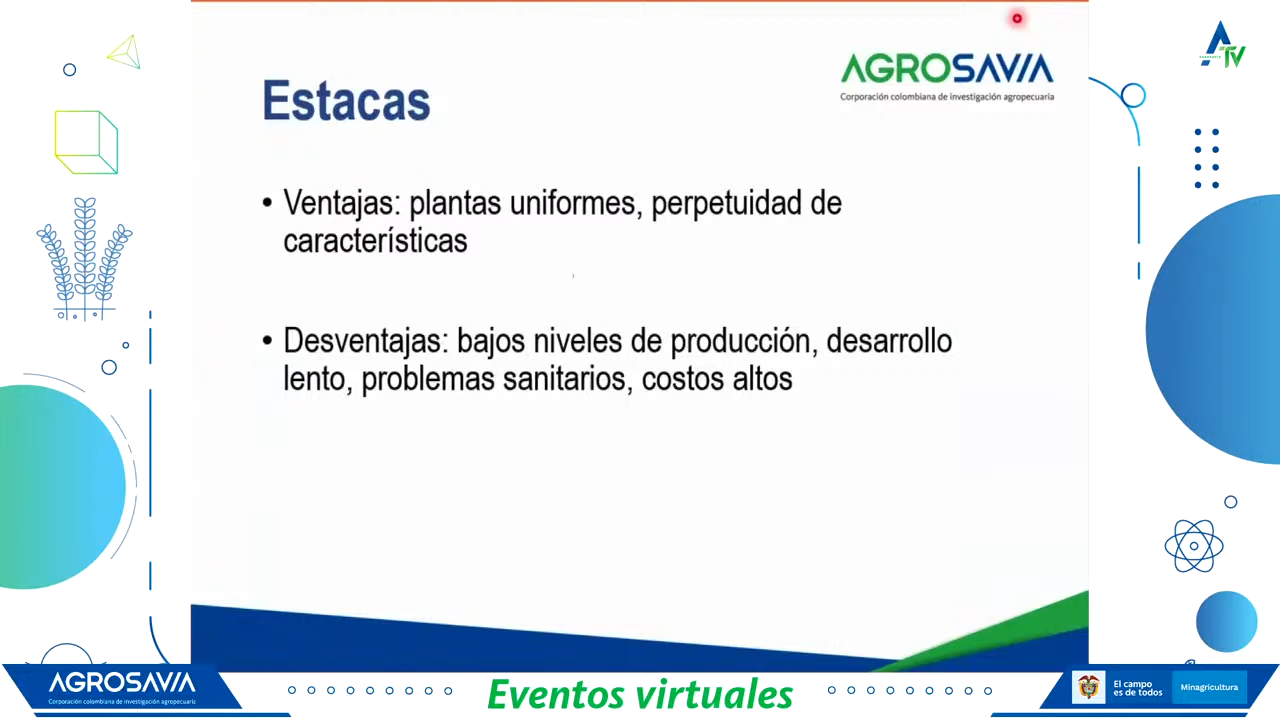 ATV
AGROSAVIA
Corporación colombiana de investigación agropecuaria
Estacas
• Ventajas: plantas uniformes, perpetuidad de
características
• Desventajas: bajos niveles de producción, desarrollo
lento, problemas sanitarios, costos altos
AGROSAVIA
Corporación colombiana de investigación agropecuaria
Eventos virtuales
El campo
es de todos
Minagricultura